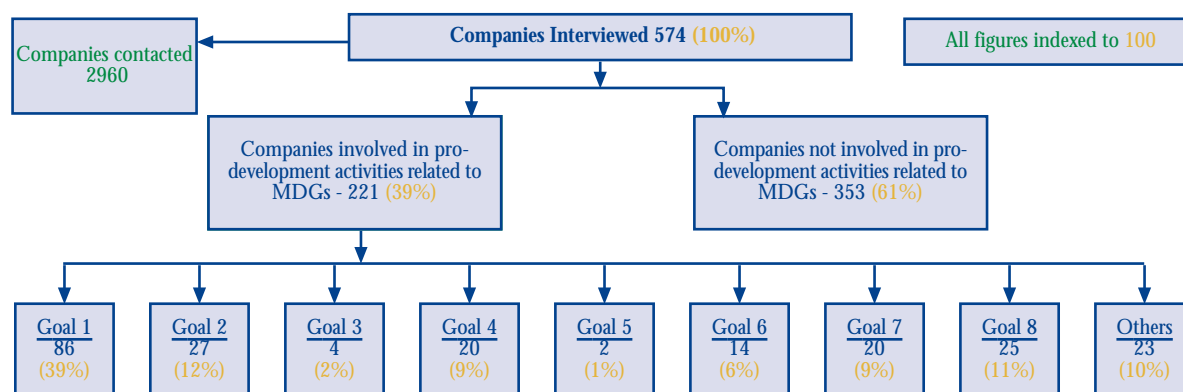 Companies contacted
2960
Companies Interviewed 574 (100%)
All figures indexed to 100
Companies involved in pro-
development activities related to
MDGs - 221 (39%)
Companies not involved in pro-
development activities related to
MDGs - 353 (61%)
Goal 1
86
(39%)
Goal 2
27
(12%)
Goal 3
4
(2%)
Goal 4
20
(9%)
Goal 5
2
(1%)
Goal 6
14
(6%)
Goal 7
20
(9%)
Goal 8
25
(11%)
Others
23
(10%)